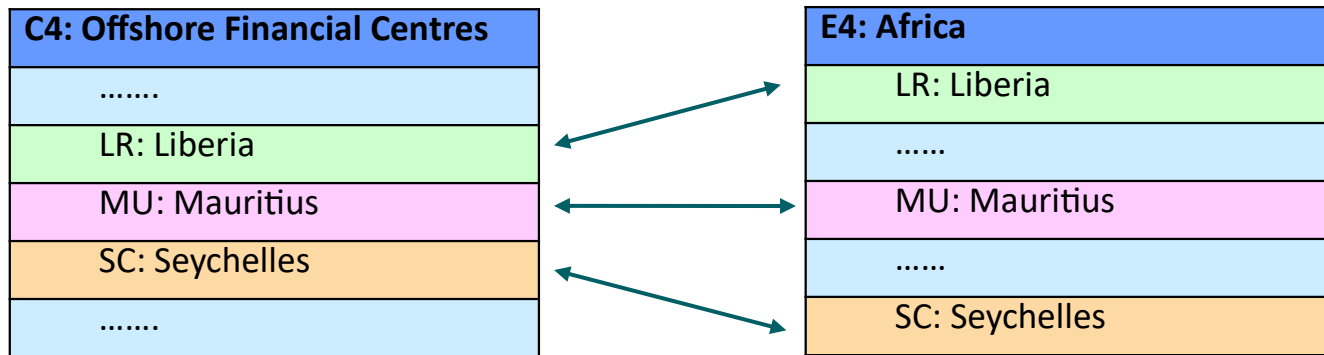 C4: Offshore Financial Centres
…….
LR: Liberia
MU: Mauritius
SC: Seychelles
…….
E4: Africa
LR: Liberia
……
MU: Mauritius
……
SC: Seychelles